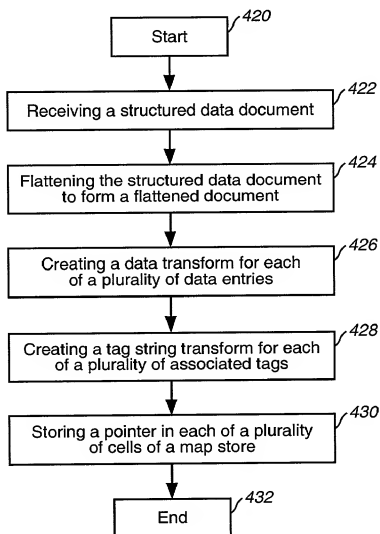 420
Start
422
Receiving a structured data document
424
Flattening the structured data document
to form a flattened document
426
Creating a data transform for each
of a plurality of data entries
428
Creating a tag string transform for each
of a plurality of associated tags
430
Storing a pointer in each of a plurality
of cells of a map store
End
432